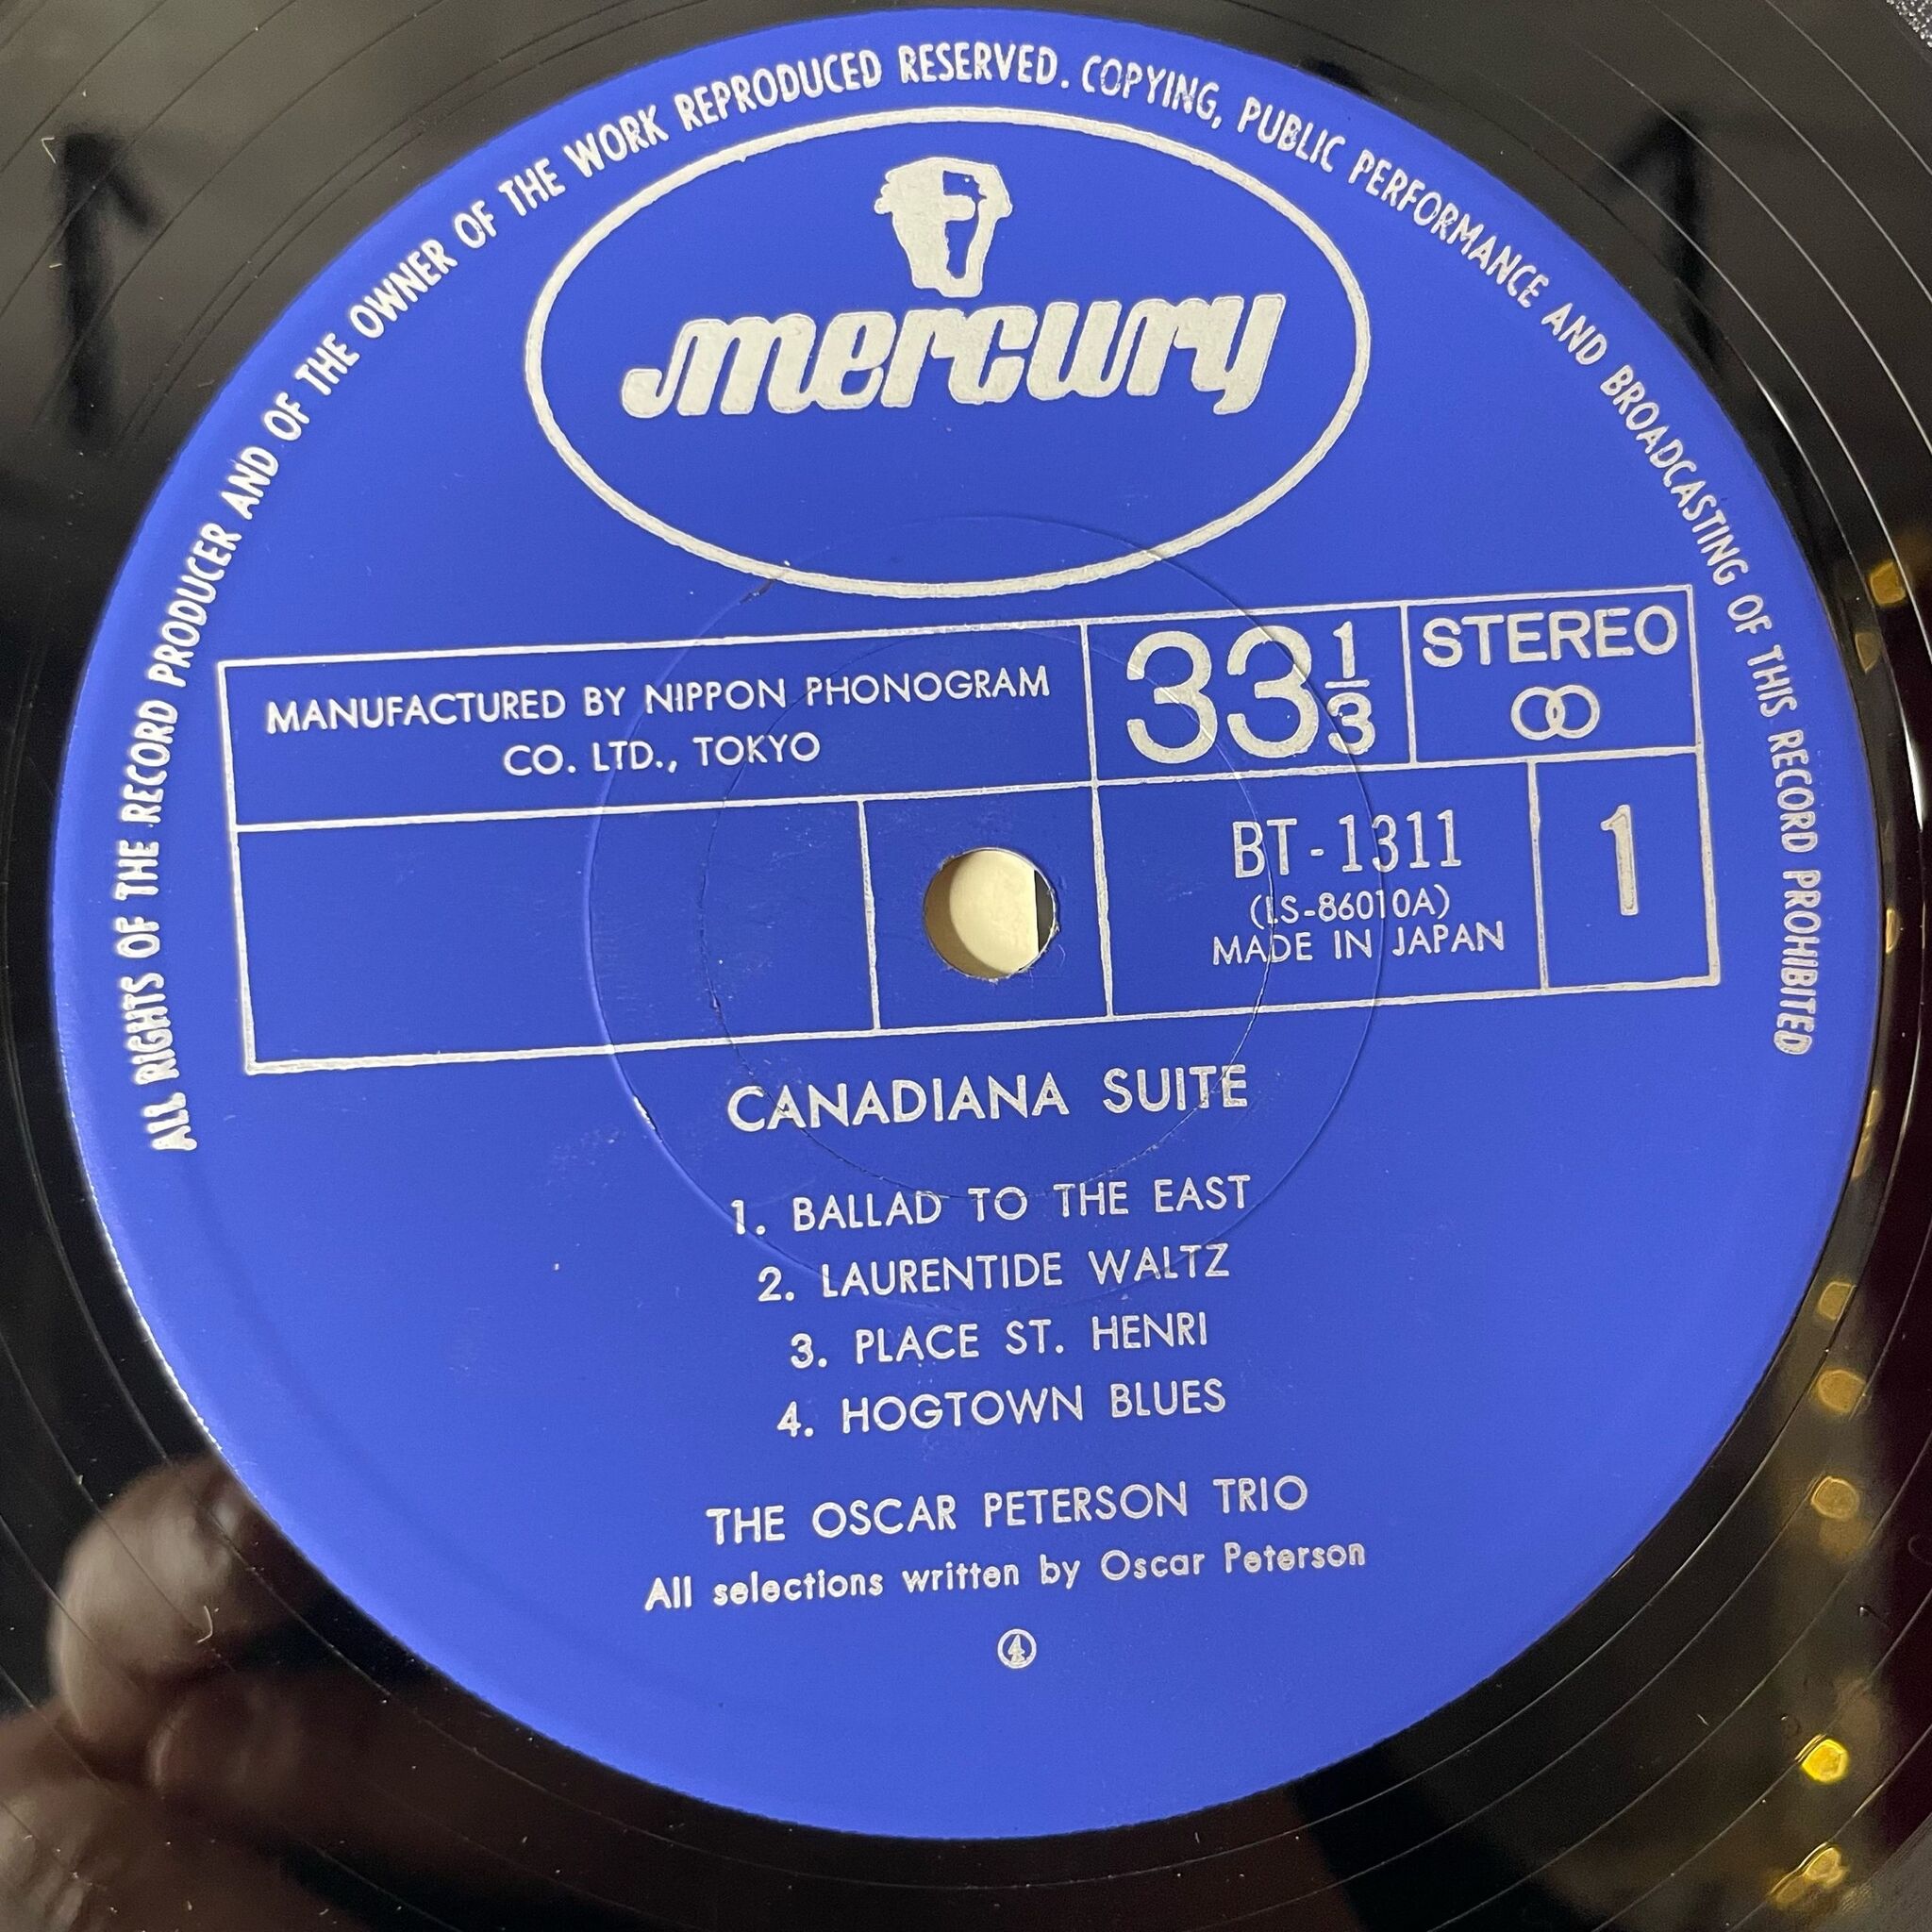 ALL RIGHTS OF THE RECORD PRODUCER AND OF THE OWNER OF THE WORK REPRODUCED RESERVED. COPYING, PUBLIC PERFORMANCE AND BROADCASTING OF THIS RECORD PROHIBITED
mercury
MANUFACTURED BY NIPPON PHONOGRAM
CO. LTD., TOKYO
33 1/3
STEREO
BT-1311
(LS-86010A)
MADE IN JAPAN
1
CANADIANA SUITE
1. BALLAD TO THE EAST
2. LAURENTIDE WALTZ
3. PLACE ST. HENRI
4. HOGTOWN BLUES
THE OSCAR PETERSON TRIO
All selections written by Oscar Peterson